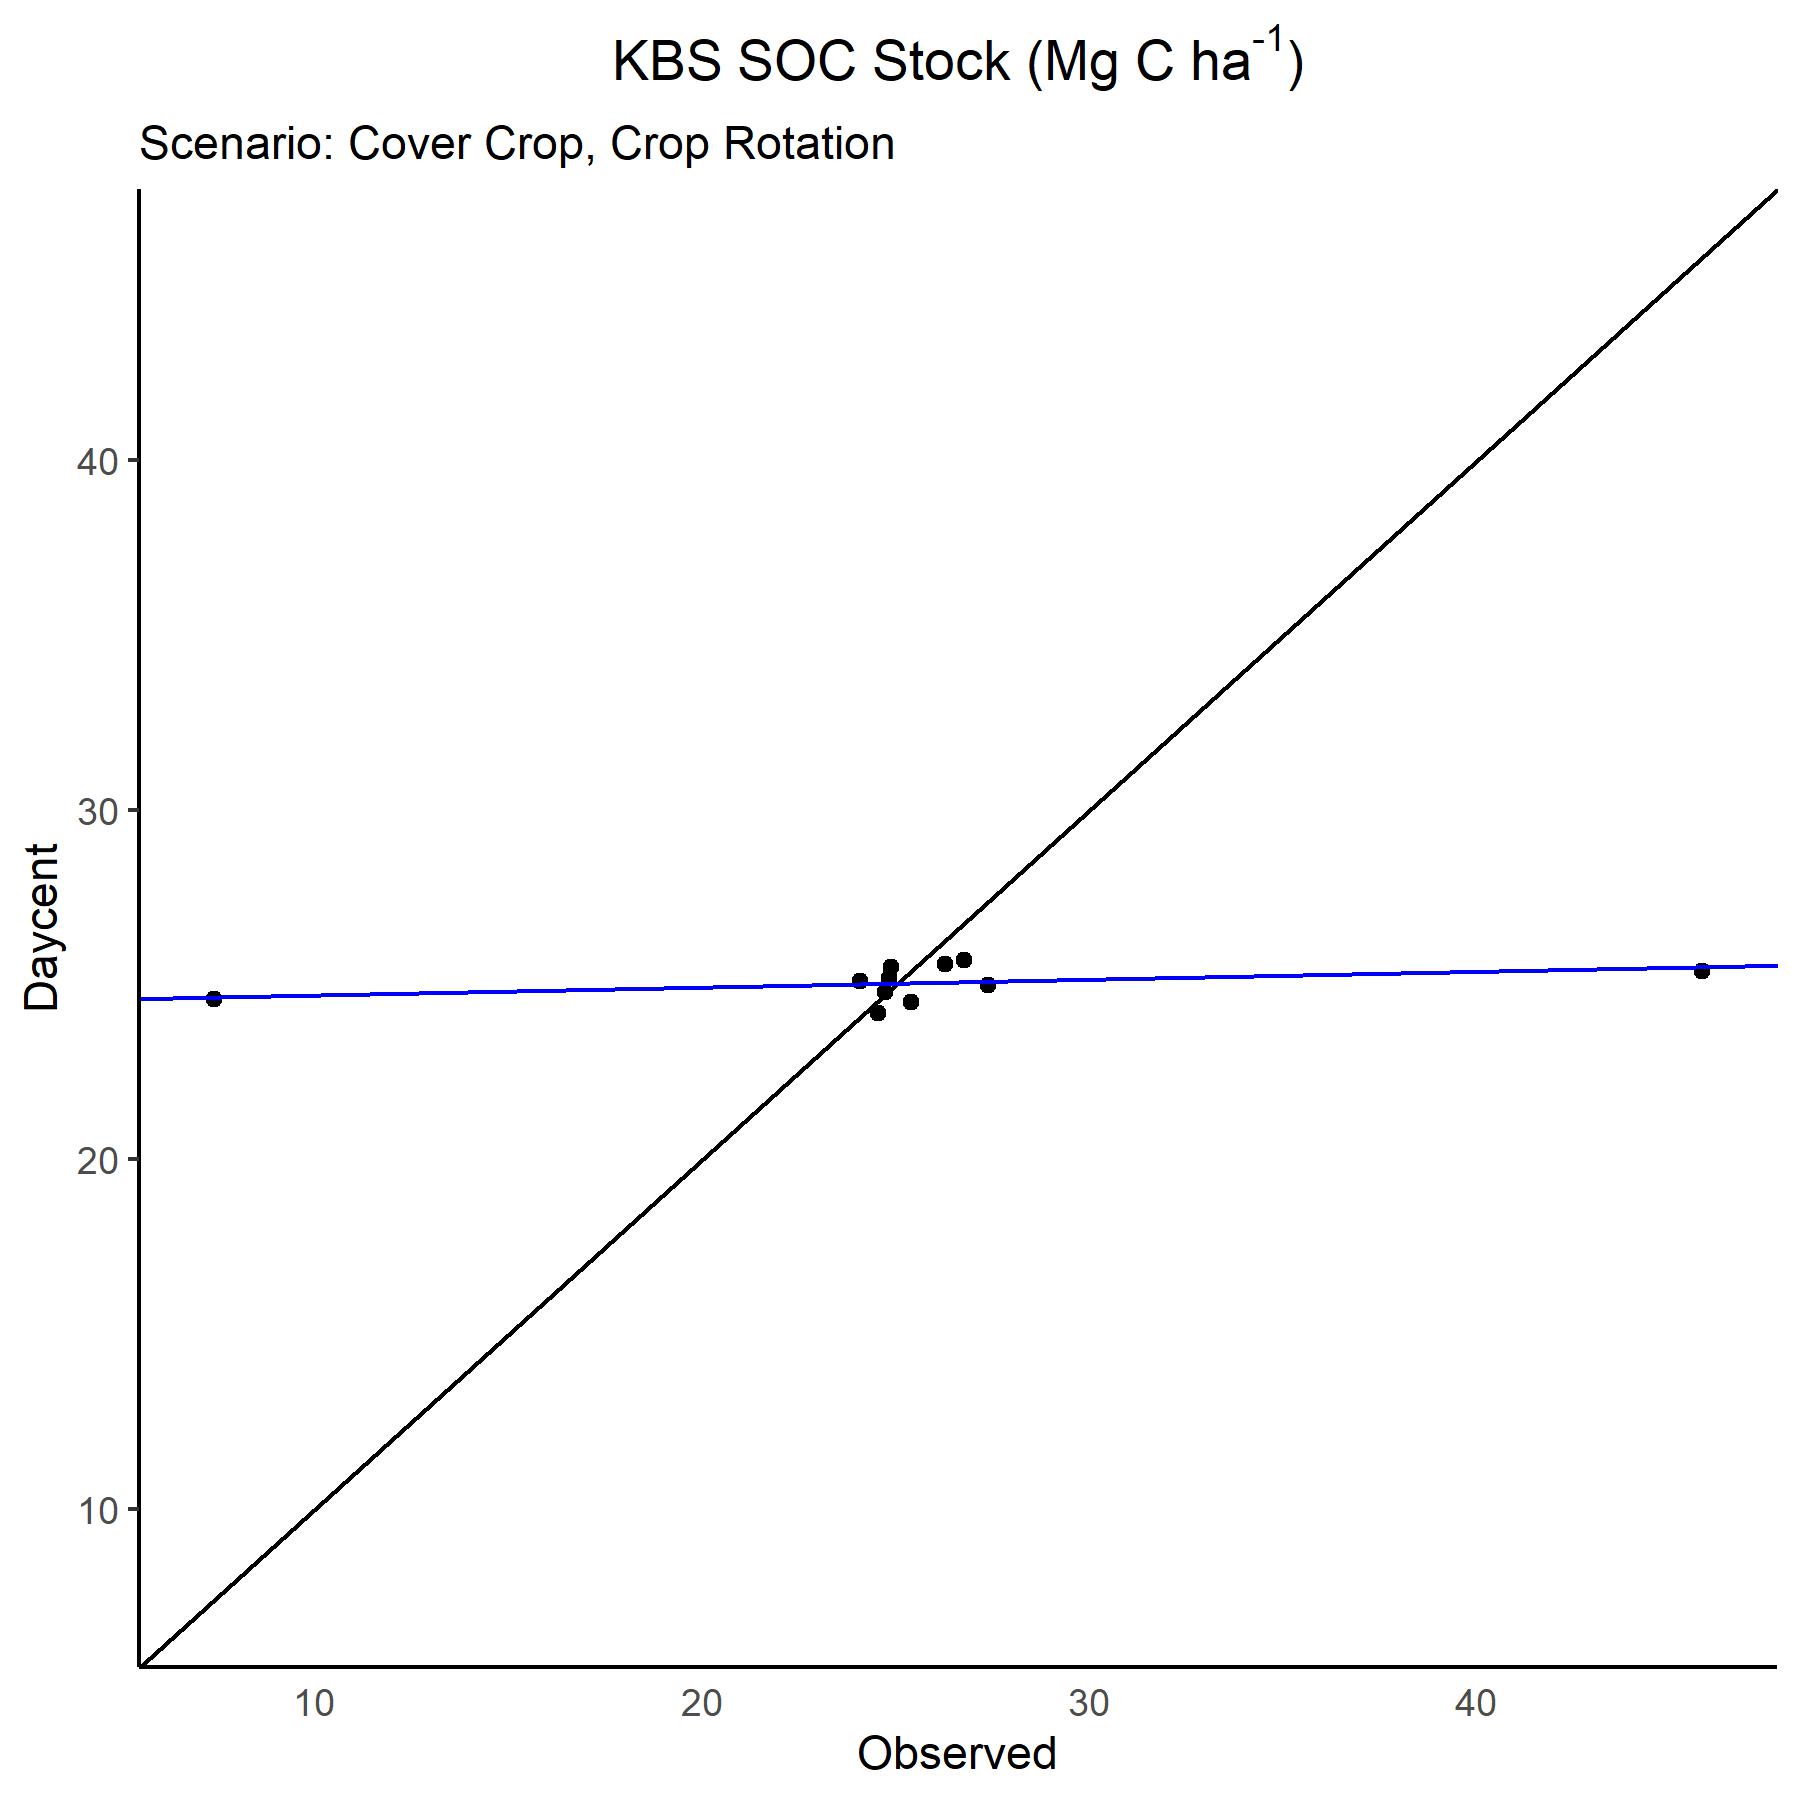 KBS SOC Stock (Mg C ha⁻¹)
Scenario: Cover Crop, Crop Rotation
40
30
20
10
Daycent
10 20 30 40
Observed